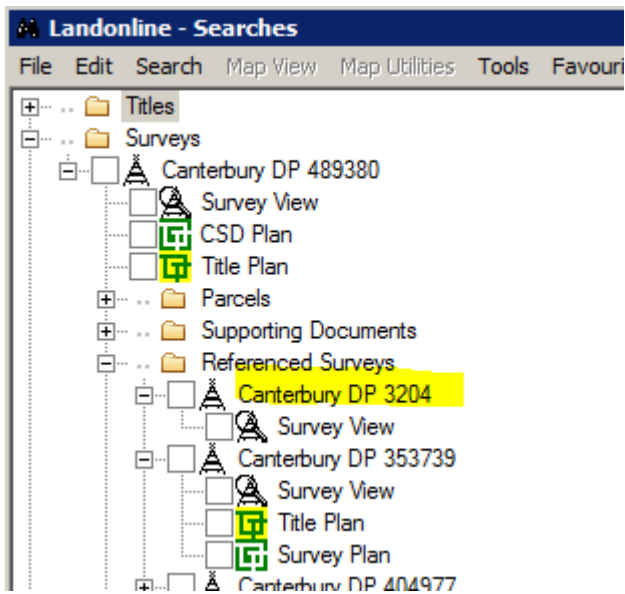 Landonline - Searches
File Edit Search Map View Map Utilities Tools Favouri
Titles
Surveys
Canterbury DP 489380
Survey View
CSD Plan
Title Plan
Parcels
Supporting Documents
Referenced Surveys
Canterbury DP 3204
Survey View
Canterbury DP 353739
Survey View
Title Plan
Survey Plan
Canterbury DP 404977